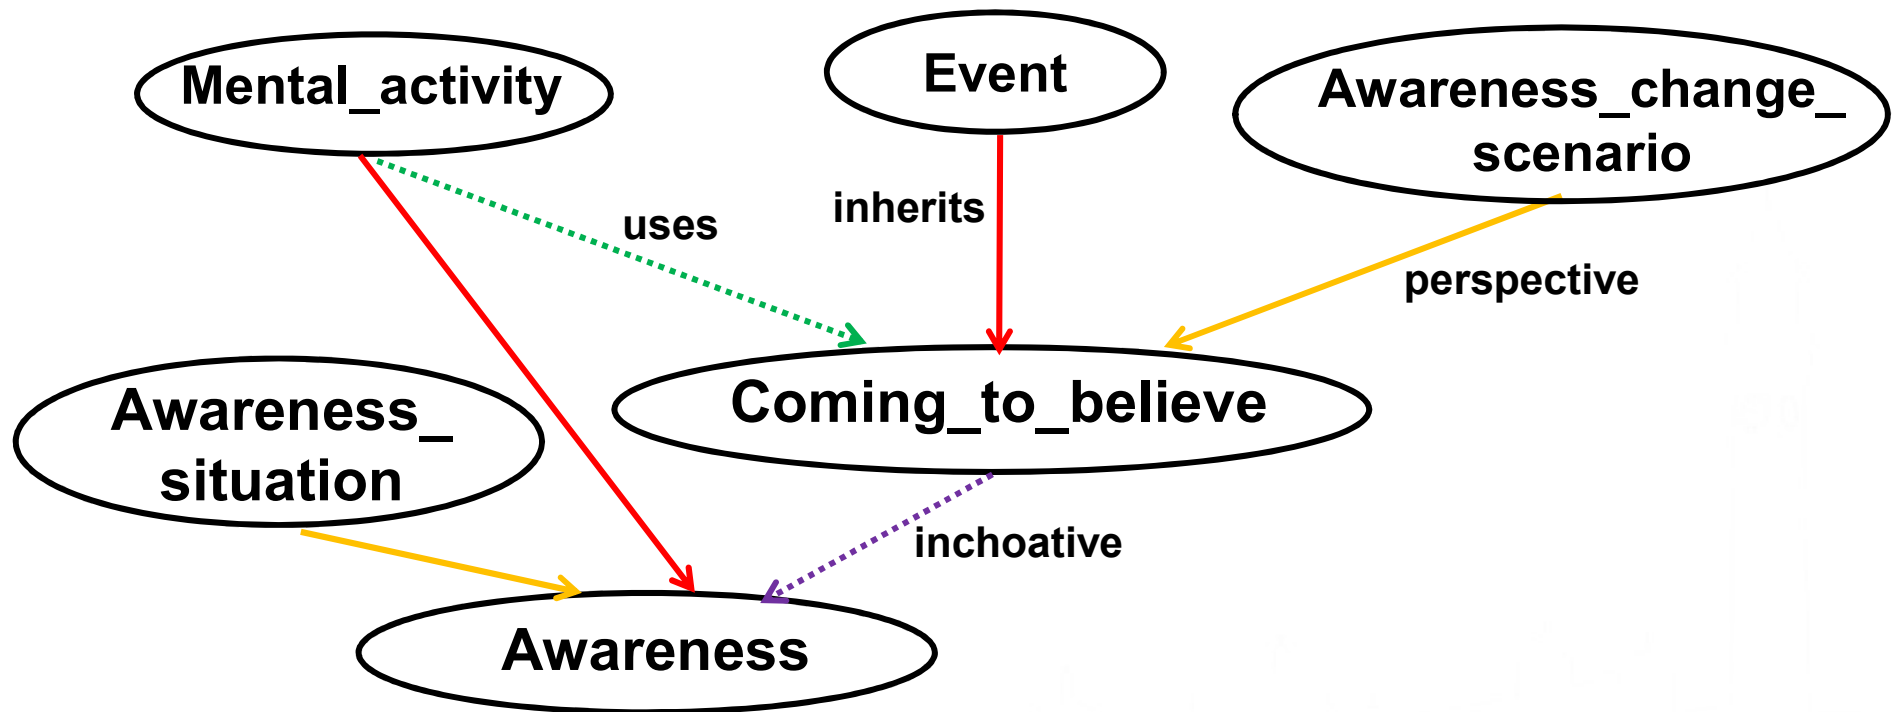 Mental_activity
Event
Awareness_change_
scenario
uses
inherits
perspective
Awareness_
situation
Coming_to_believe
inchoative
Awareness